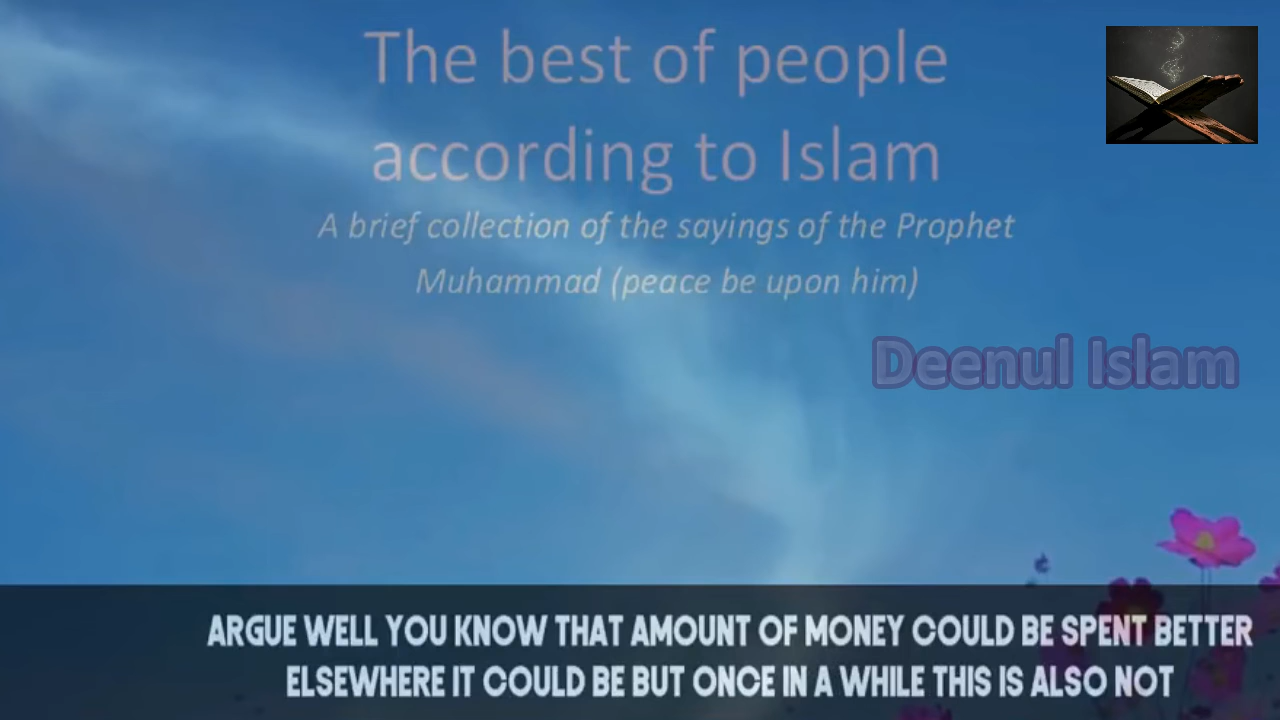 The best of people
according to Islam
A brief collection of the sayings of the Prophet
Muhammad (peace be upon him)
Deenul Islam
ARGUE WELL YOU KNOW THAT AMOUNT OF MONEY COULD BE SPENT BETTER
ELSEWHERE IT COULD BE BUT ONCE IN A WHILE THIS IS ALSO NOT